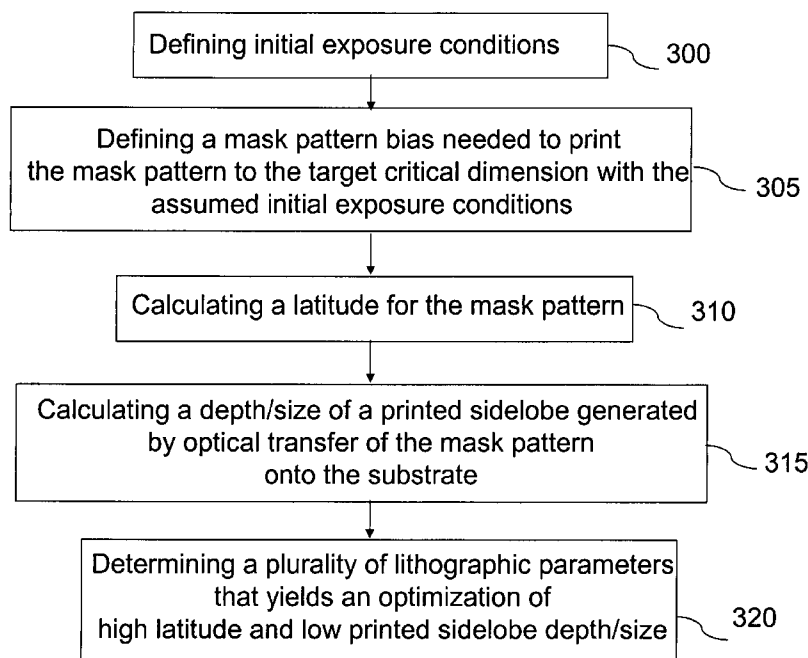 Defining initial exposure conditions
300
Defining a mask pattern bias needed to print
the mask pattern to the target critical dimension with the
assumed initial exposure conditions
305
Calculating a latitude for the mask pattern
310
Calculating a depth/size of a printed sidelobe generated
by optical transfer of the mask pattern
onto the substrate
315
Determining a plurality of lithographic parameters
that yields an optimization of
high latitude and low printed sidelobe depth/size
320